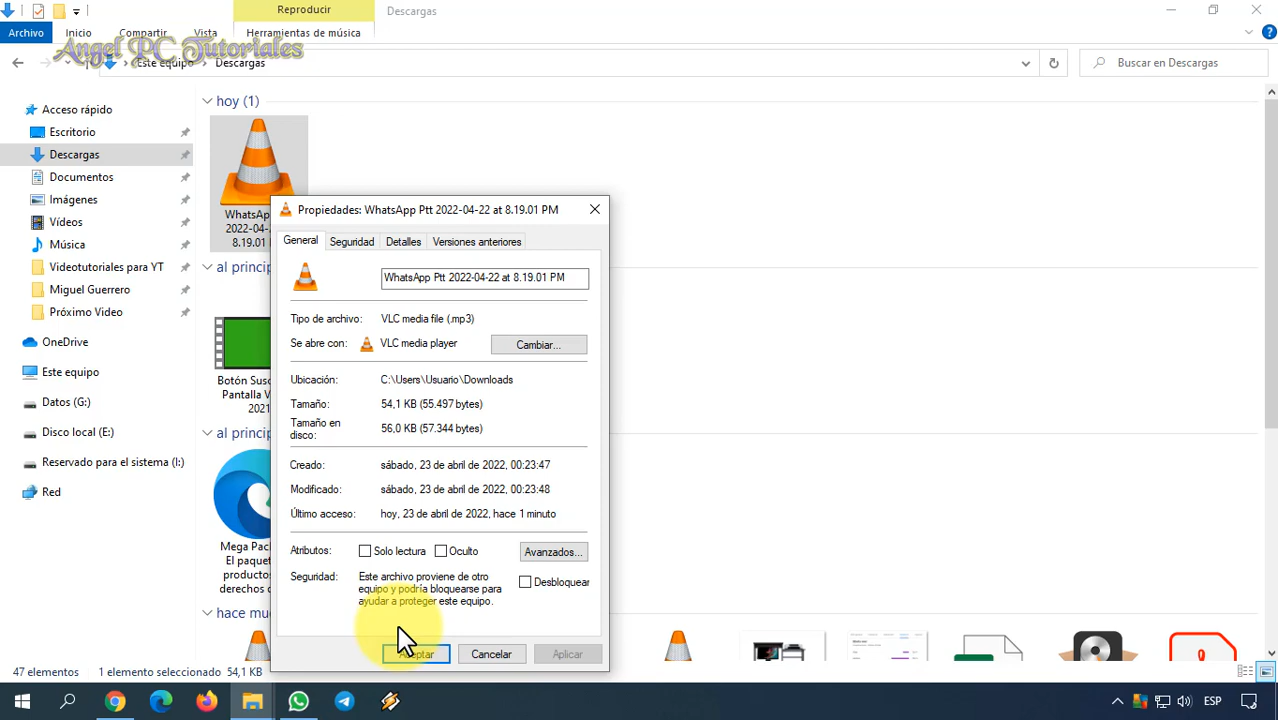 Reproducir
Descargas
Archivo
Inicio
Compartir
Vista
Herramientas de música
Angel PC Tutoriales
Este equipo
Descargas
Buscar en Descargas
Acceso rápido
Escritorio
Descargas
Documentos
Imágenes
Vídeos
Música
Videotutoriales para YT
Miguel Guerrero
Próximo Video
OneDrive
Este equipo
Datos (G:)
Disco local (E:)
Reservado para el sistema (I:)
Red
hoy (1)
WhatsAp
2022-04-
8.19.01 P
al princip
Botón Susc
Pantalla V
2021
al princip
Mega Pac
El paquet
produc
derechos d
hace mu
Propiedades: WhatsApp Ptt 2022-04-22 at 8.19.01 PM
General
Seguridad
Detalles
Versiones anteriores
WhatsApp Ptt 2022-04-22 at 8.19.01 PM
Tipo de archivo: VLC media file (.mp3)
Se abre con: VLC media player
Cambiar...
Ubicación: C:\Users\Usuario\Downloads
Tamaño: 54,1 KB (55.497 bytes)
Tamaño en
disco: 56,0 KB (57.344 bytes)
Creado: sábado, 23 de abril de 2022, 00:23:47
Modificado: sábado, 23 de abril de 2022, 00:23:48
Último acceso: hoy, 23 de abril de 2022, hace 1 minuto
Atributos: Solo lectura Oculto Avanzados...
Seguridad: Este archivo proviene de otro
equipo y podría bloquearse para
ayudar a proteger este equipo.
Desbloquear
Aceptar
Cancelar
Aplicar
47 elementos
1 elemento seleccionado 54,1 KB
ESP